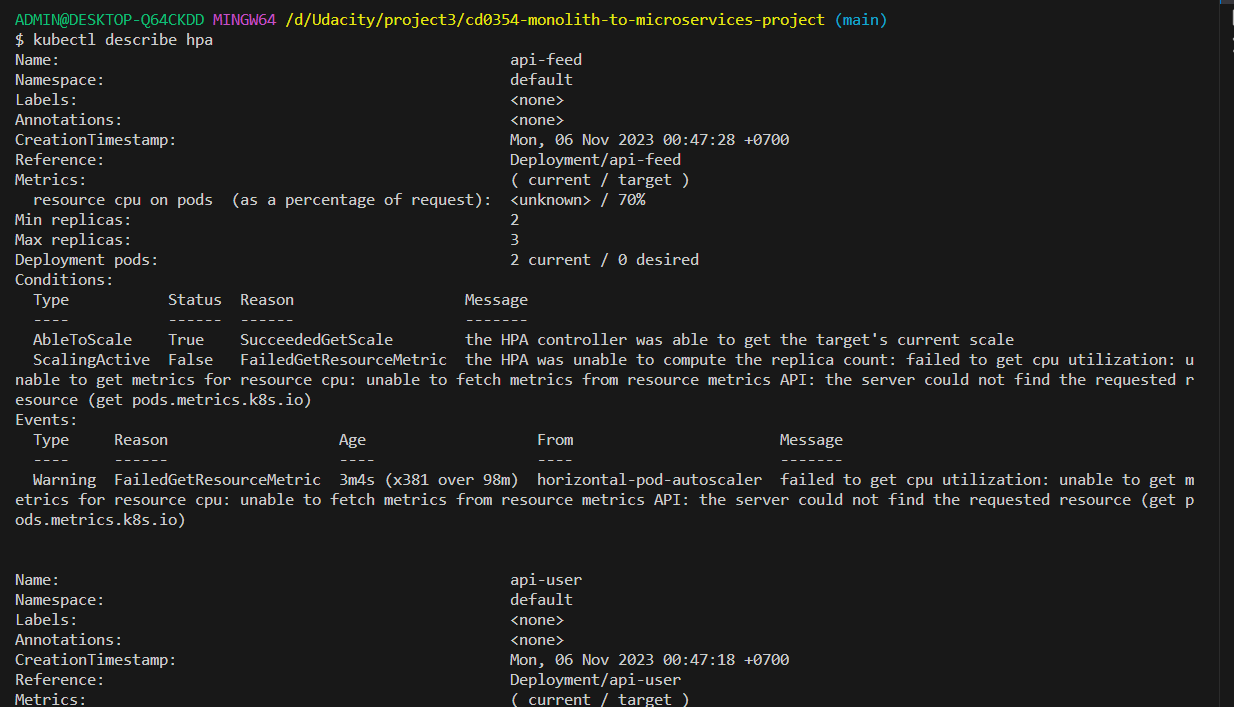 ADMIN@DESKTOP-Q64CKDD MINGW64 /d/Udacity/project3/cd0354-monolith-to-microservices-project (main)
$ kubectl describe hpa
Name:                                                  api-feed
Namespace:                                             default
Labels:                                                <none>
Annotations:                                           <none>
CreationTimestamp:                                     Mon, 06 Nov 2023 00:47:28 +0700
Reference:                                             Deployment/api-feed
Metrics:                                               ( current / target )
  resource cpu on pods  (as a percentage of request):  <unknown> / 70%
Min replicas:                                          2
Max replicas:                                          3
Deployment pods:                                       2 current / 0 desired
Conditions:
  Type           Status  Reason                   Message
  ----           ------  ------                   -------
  AbleToScale    True    SucceededGetScale        the HPA controller was able to get the target's current scale
  ScalingActive  False   FailedGetResourceMetric  the HPA was unable to compute the replica count: failed to get cpu utilization: u
nable to get metrics for resource cpu: unable to fetch metrics from resource metrics API: the server could not find the requested r
esource (get pods.metrics.k8s.io)
Events:
  Type     Reason                   Age                   From                       Message
  ----     ------                   ----                  ----                       -------
  Warning  FailedGetResourceMetric  3m4s (x381 over 98m)  horizontal-pod-autoscaler  failed to get cpu utilization: unable to get m
etrics for resource cpu: unable to fetch metrics from resource metrics API: the server could not find the requested resource (get p
ods.metrics.k8s.io)
Name:                                                  api-user
Namespace:                                             default
Labels:                                                <none>
Annotations:                                           <none>
CreationTimestamp:                                     Mon, 06 Nov 2023 00:47:18 +0700
Reference:                                             Deployment/api-user
Metrics:                                               ( current / target )